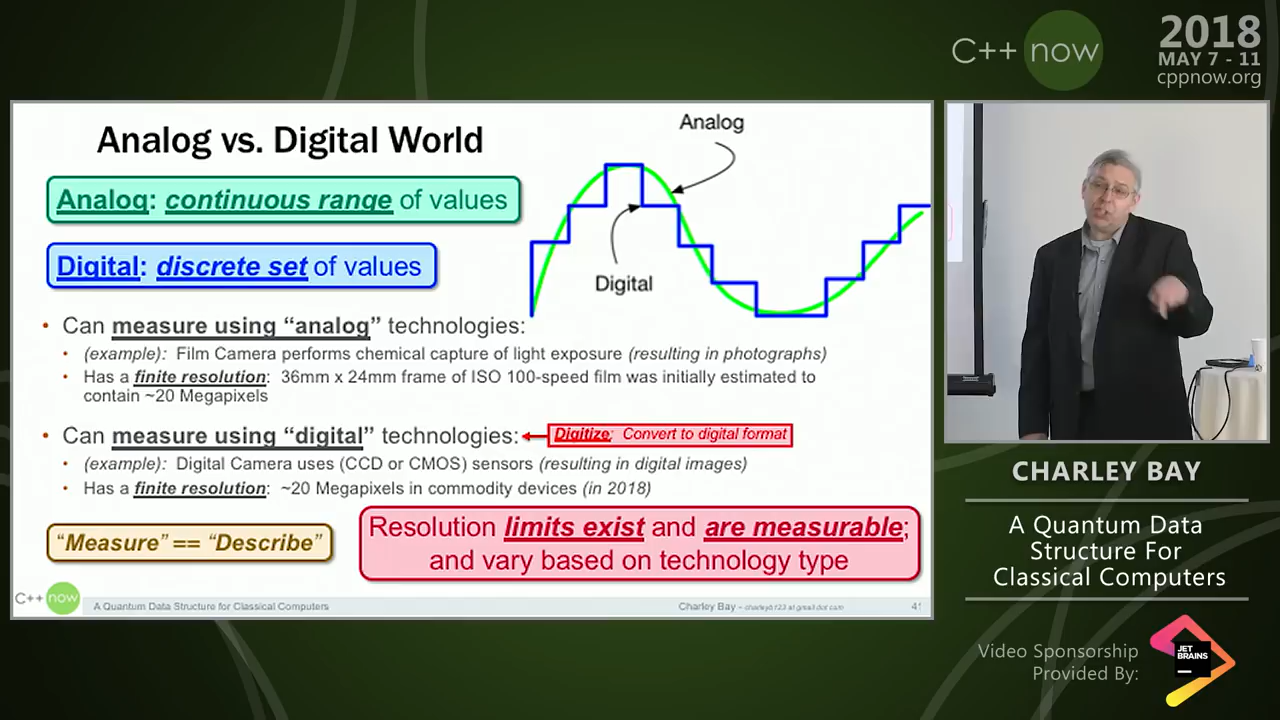 C++ now
2018
MAY 7 - 11
cppnow.org
Analog vs. Digital World
Analog: continuous range of values
Digital: discrete set of values
Analog
Digital
• Can measure using “analog” technologies:
• (example): Film Camera performs chemical capture of light exposure (resulting in photographs)
• Has a finite resolution: 36mm x 24mm frame of ISO 100-speed film was initially estimated to
contain ~20 Megapixels
• Can measure using “digital” technologies:
Digitize: Convert to digital format
• (example): Digital Camera uses (CCD or CMOS) sensors (resulting in digital images)
• Has a finite resolution: ~20 Megapixels in commodity devices (in 2018)
“Measure” == “Describe”
Resolution limits exist and are measurable;
and vary based on technology type
C++ now
A Quantum Data Structure for Classical Computers
Charley Bay – charleyb123 at gmail dot com
41
CHARLEY BAY
A Quantum Data
Structure For
Classical Computers
Video Sponsorship
Provided By:
JET
BRAINS